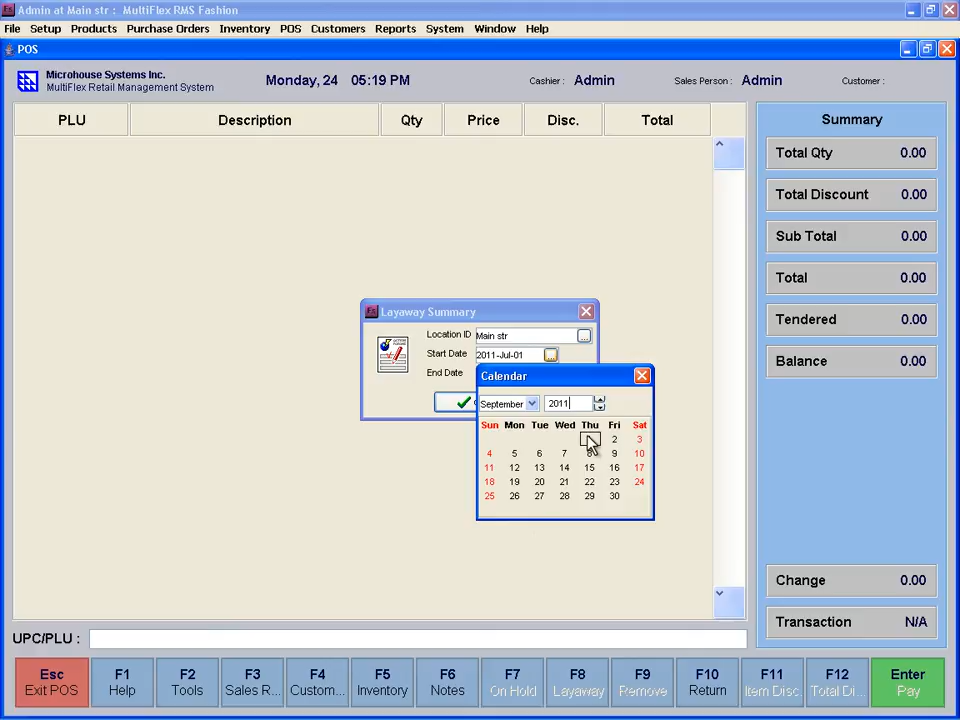 Admin at Main str : MultiFlex RMS Fashion
File Setup Products Purchase Orders Inventory POS Customers Reports System Window Help
POS
Microhouse Systems Inc.
MultiFlex Retail Management System
Monday, 24 05:19 PM
Cashier : Admin
Sales Person : Admin
Customer :
PLU Description Qty Price Disc. Total
Summary
Total Qty 0.00
Total Discount 0.00
Sub Total 0.00
Total 0.00
Tendered 0.00
Balance 0.00
Layaway Summary
Location ID Main str ...
Start Date 2011-Jul-01 ...
End Date
Calendar
September 2011
Sun Mon Tue Wed Thu Fri Sat
2 3
4 5 6 7 8 9 10
11 12 13 14 15 16 17
18 19 20 21 22 23 24
25 26 27 28 29 30
Change 0.00
Transaction N/A
UPC/PLU :
Esc F1 F2 F3 F4 F5 F6 F7 F8 F9 F10 F11 F12 Enter
Exit POS Help Tools Sales R... Custom... Inventory Notes On Hold Layaway Remove Return Item Disc. Total Di... Pay